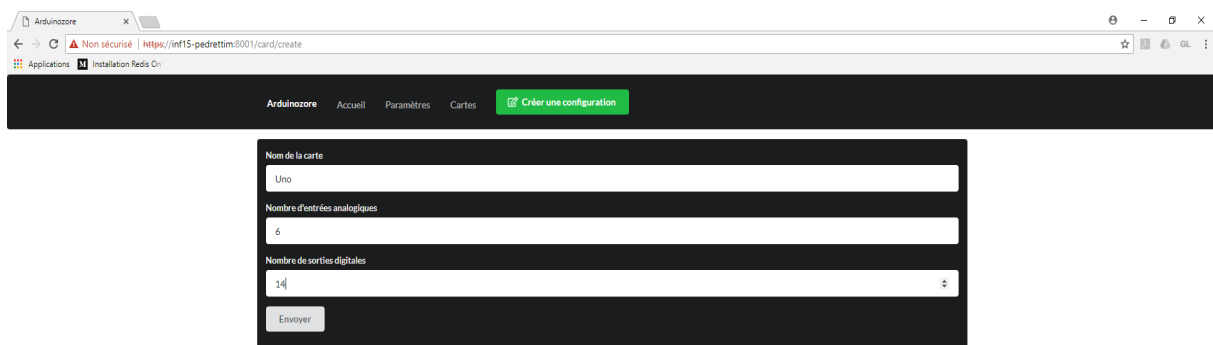 Arduinozore
Non sécurisé | https://inf15-pedrettim:8001/card/create
GL
Applications M Installation Redis On
Arduinozore Accueil Paramètres Cartes Créer une configuration
Nom de la carte
Uno
Nombre d'entrées analogiques
6
Nombre de sorties digitales
14
Envoyer